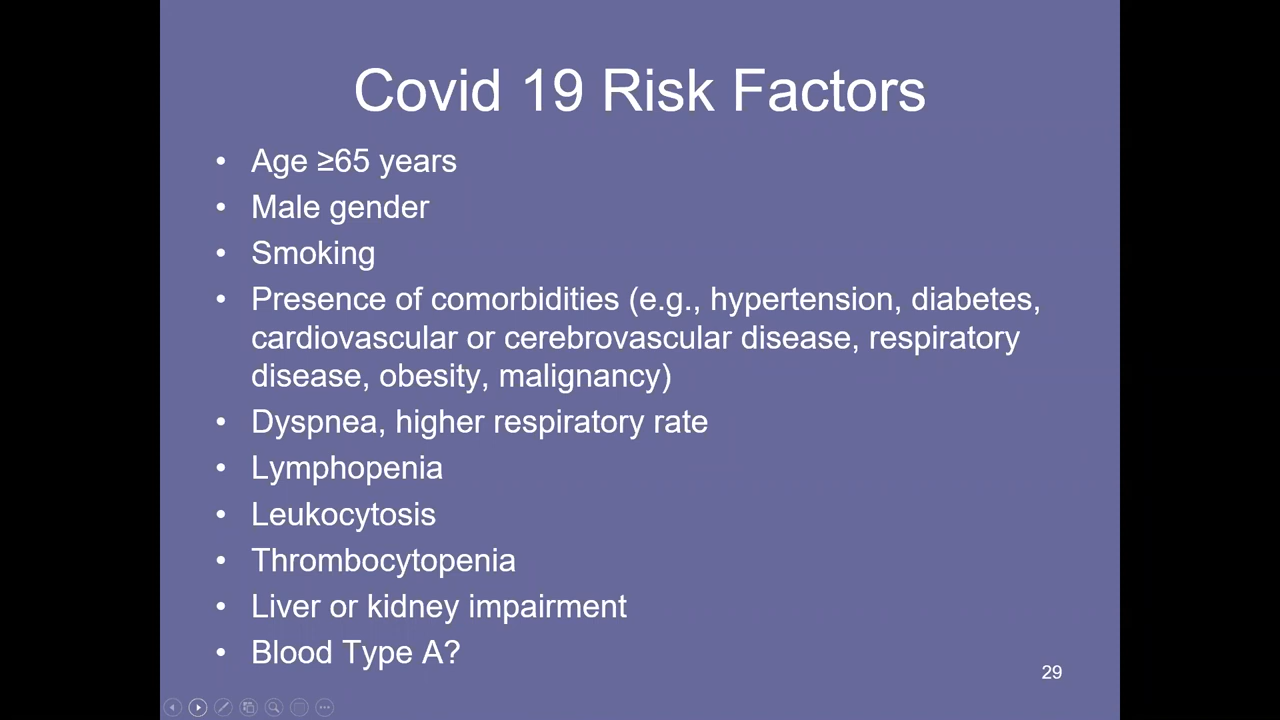 Covid 19 Risk Factors
• Age ≥65 years
• Male gender
• Smoking
• Presence of comorbidities (e.g., hypertension, diabetes,
cardiovascular or cerebrovascular disease, respiratory
disease, obesity, malignancy)
• Dyspnea, higher respiratory rate
• Lymphopenia
• Leukocytosis
• Thrombocytopenia
• Liver or kidney impairment
• Blood Type A?
29